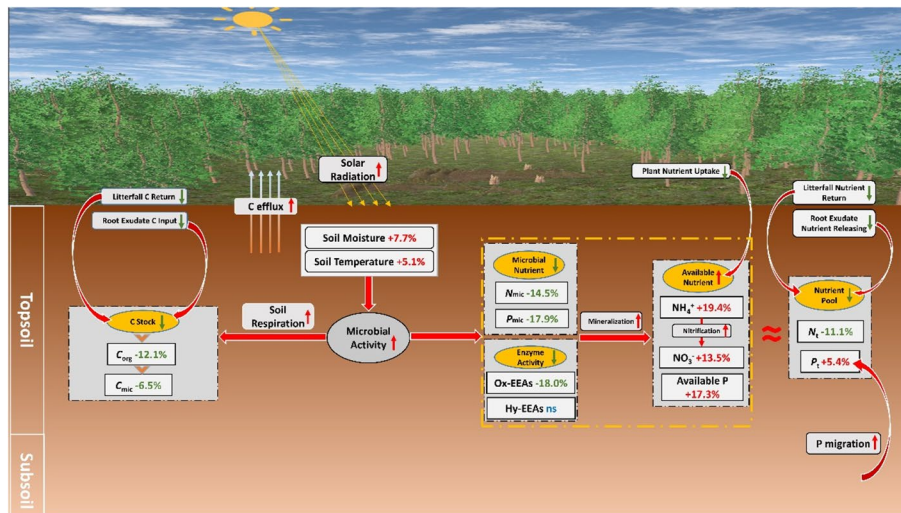 Solar
Radiation
Plant Nutrient Uptake
Litterfall C Return
Litterfall Nutrient
Return
C efflux
Root Exudate C Input
Root Exudate
Nutrient Releasing
Topsoil
Soil Moisture +7.7%
Soil Temperature +5.1%
Microbial
Nutrient
Nmic -14.5%
Pmic -17.9%
Available
Nutrient
NH4+ +19.4%
Nitrification
NO3- +13.5%
Available P
+17.3%
Nutrient
Pool
Nt -11.1%
Pt +5.4%
C Stock
Corg -12.1%
Cmic -6.5%
Soil
Respiration
Microbial
Activity
Mineralization
Enzyme
Activity
Ox-EEAs -18.0%
Hy-EEAs ns
P migration
Subsoil